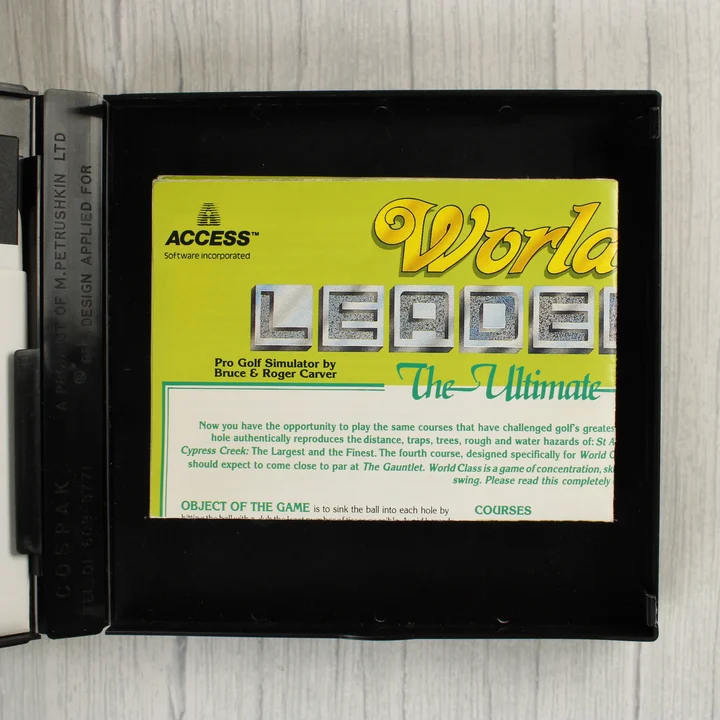 World
ACCESS™
Software incorporated
LEADE
Pro Golf Simulator by
Bruce & Roger Carver
The Ultimate
Now you have the opportunity to play the same courses that have challenged golf's greates
hole authentically reproduces the distance, traps, trees, rough and water hazards of: St A
Cypress Creek: The Largest and the Finest. The fourth course, designed specifically for World C
should expect to come close to par at The Gauntlet. World Class is a game of concentration, sk
swing. Please read this completely
OBJECT OF THE GAME is to sink the ball into each hole by
COURSES
COSPAK
A PRODUCT OF M.PETRUSHKIN LTD
® DESIGN APPLIED FOR